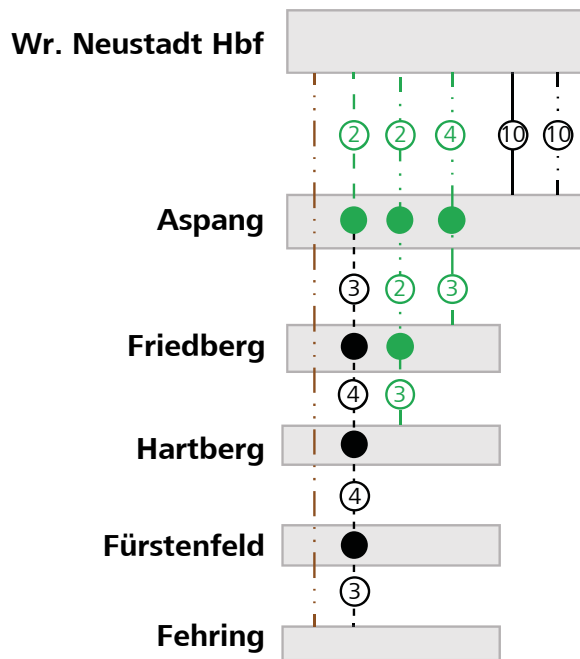 Wr. Neustadt Hbf
2 2 4 10 10
Aspang
3 2 3
Friedberg
4 3
Hartberg
4
Fürstenfeld
3
Fehring